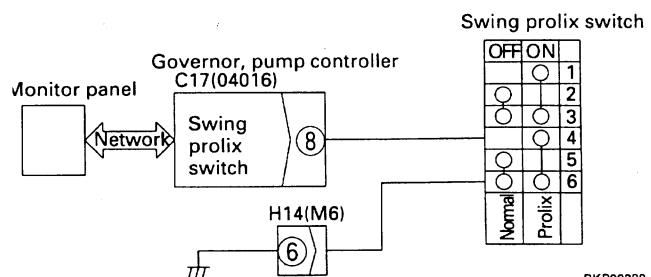 Swing prolix switch
OFF ON
Governor, pump controller
C17(04016)
Monitor panel
Network
Swing
prolix
switch
8
1
2
3
4
5
6
Normal
Prolix
H14(M6)
6